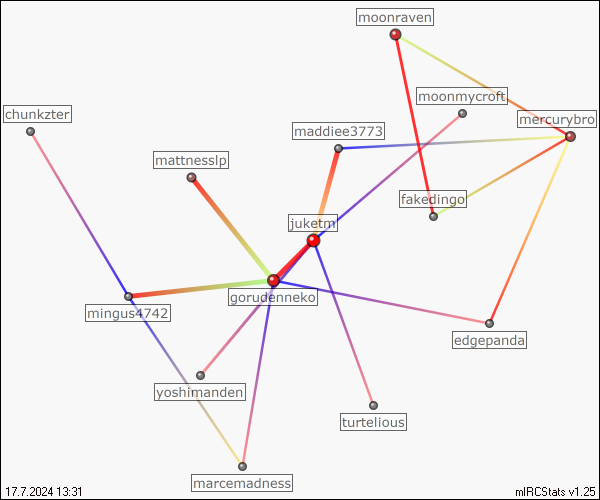 moonraven
moonmycroft
chunkzter
mercurybro
maddiee3773
mattnesslp
fakedingo
juketm
gorudenneko
mingus4742
edgepanda
yoshimanden
turtelious
marcemadness
17.7.2024 13:31
mIRCStats v1.25